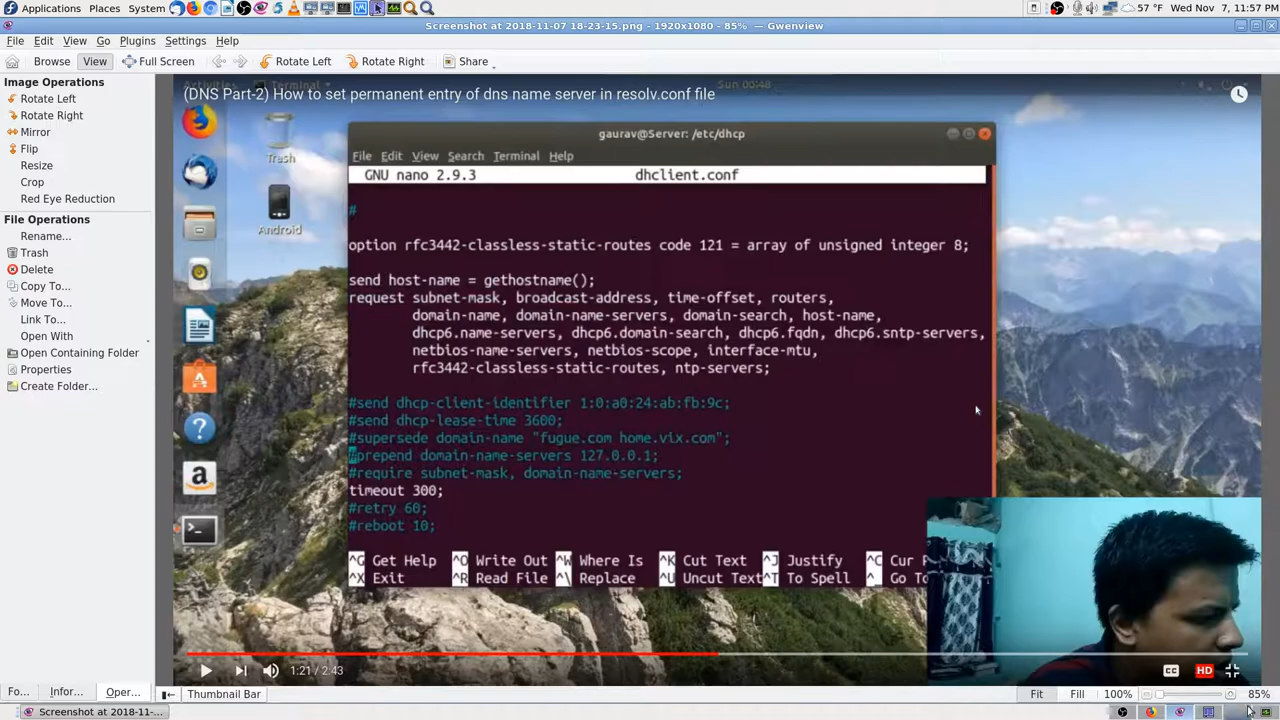 Applications Places System 57 °F Wed Nov 7, 11:57 PM
Screenshot at 2018-11-07 18-23-15.png - 1920x1080 - 85% — Gwenview
File Edit View Go Plugins Settings Help
Browse View Full Screen Rotate Left Rotate Right Share
Image Operations
Rotate Left
Rotate Right
Mirror
Flip
Resize
Crop
Red Eye Reduction
File Operations
Rename...
Trash
Delete
Copy To...
Move To...
Link To...
Open With
Open Containing Folder
Properties
Create Folder...
Fo... Infor... Oper...
Terminal Sun 00:48
(DNS Part-2) How to set permanent entry of dns name server in resolv.conf file
Trash
Android
gaurav@Server: /etc/dhcp
File Edit View Search Terminal Help
GNU nano 2.9.3 dhclient.conf
#
option rfc3442-classless-static-routes code 121 = array of unsigned integer 8;
send host-name = gethostname();
request subnet-mask, broadcast-address, time-offset, routers,
domain-name, domain-name-servers, domain-search, host-name,
dhcp6.name-servers, dhcp6.domain-search, dhcp6.fqdn, dhcp6.sntp-servers,
netbios-name-servers, netbios-scope, interface-mtu,
rfc3442-classless-static-routes, ntp-servers;
#send dhcp-client-identifier 1:0:a0:24:ab:fb:9c;
#send dhcp-lease-time 3600;
#supersede domain-name "fugue.com home.vix.com";
#prepend domain-name-servers 127.0.0.1;
#require subnet-mask, domain-name-servers;
timeout 300;
#retry 60;
#reboot 10;
^G Get Help ^O Write Out ^W Where Is ^K Cut Text ^J Justify ^C Cur
^X Exit ^R Read File ^\ Replace ^U Uncut Text ^T To Spell ^_ Go
1:21 / 2:43 CC HD
Thumbnail Bar Fit Fill 100% 85%
Screenshot at 2018-11-...